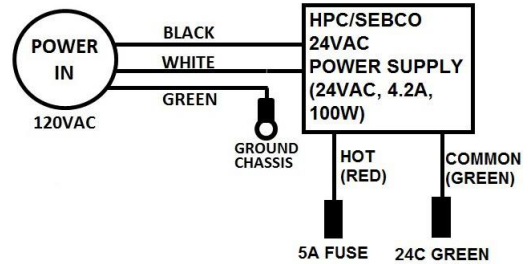 POWER
IN
120VAC
BLACK
WHITE
GREEN
GROUND
CHASSIS
HPC/SEBCO
24VAC
POWER SUPPLY
(24VAC, 4.2A,
100W)
HOT
(RED)
COMMON
(GREEN)
5A FUSE
24C GREEN